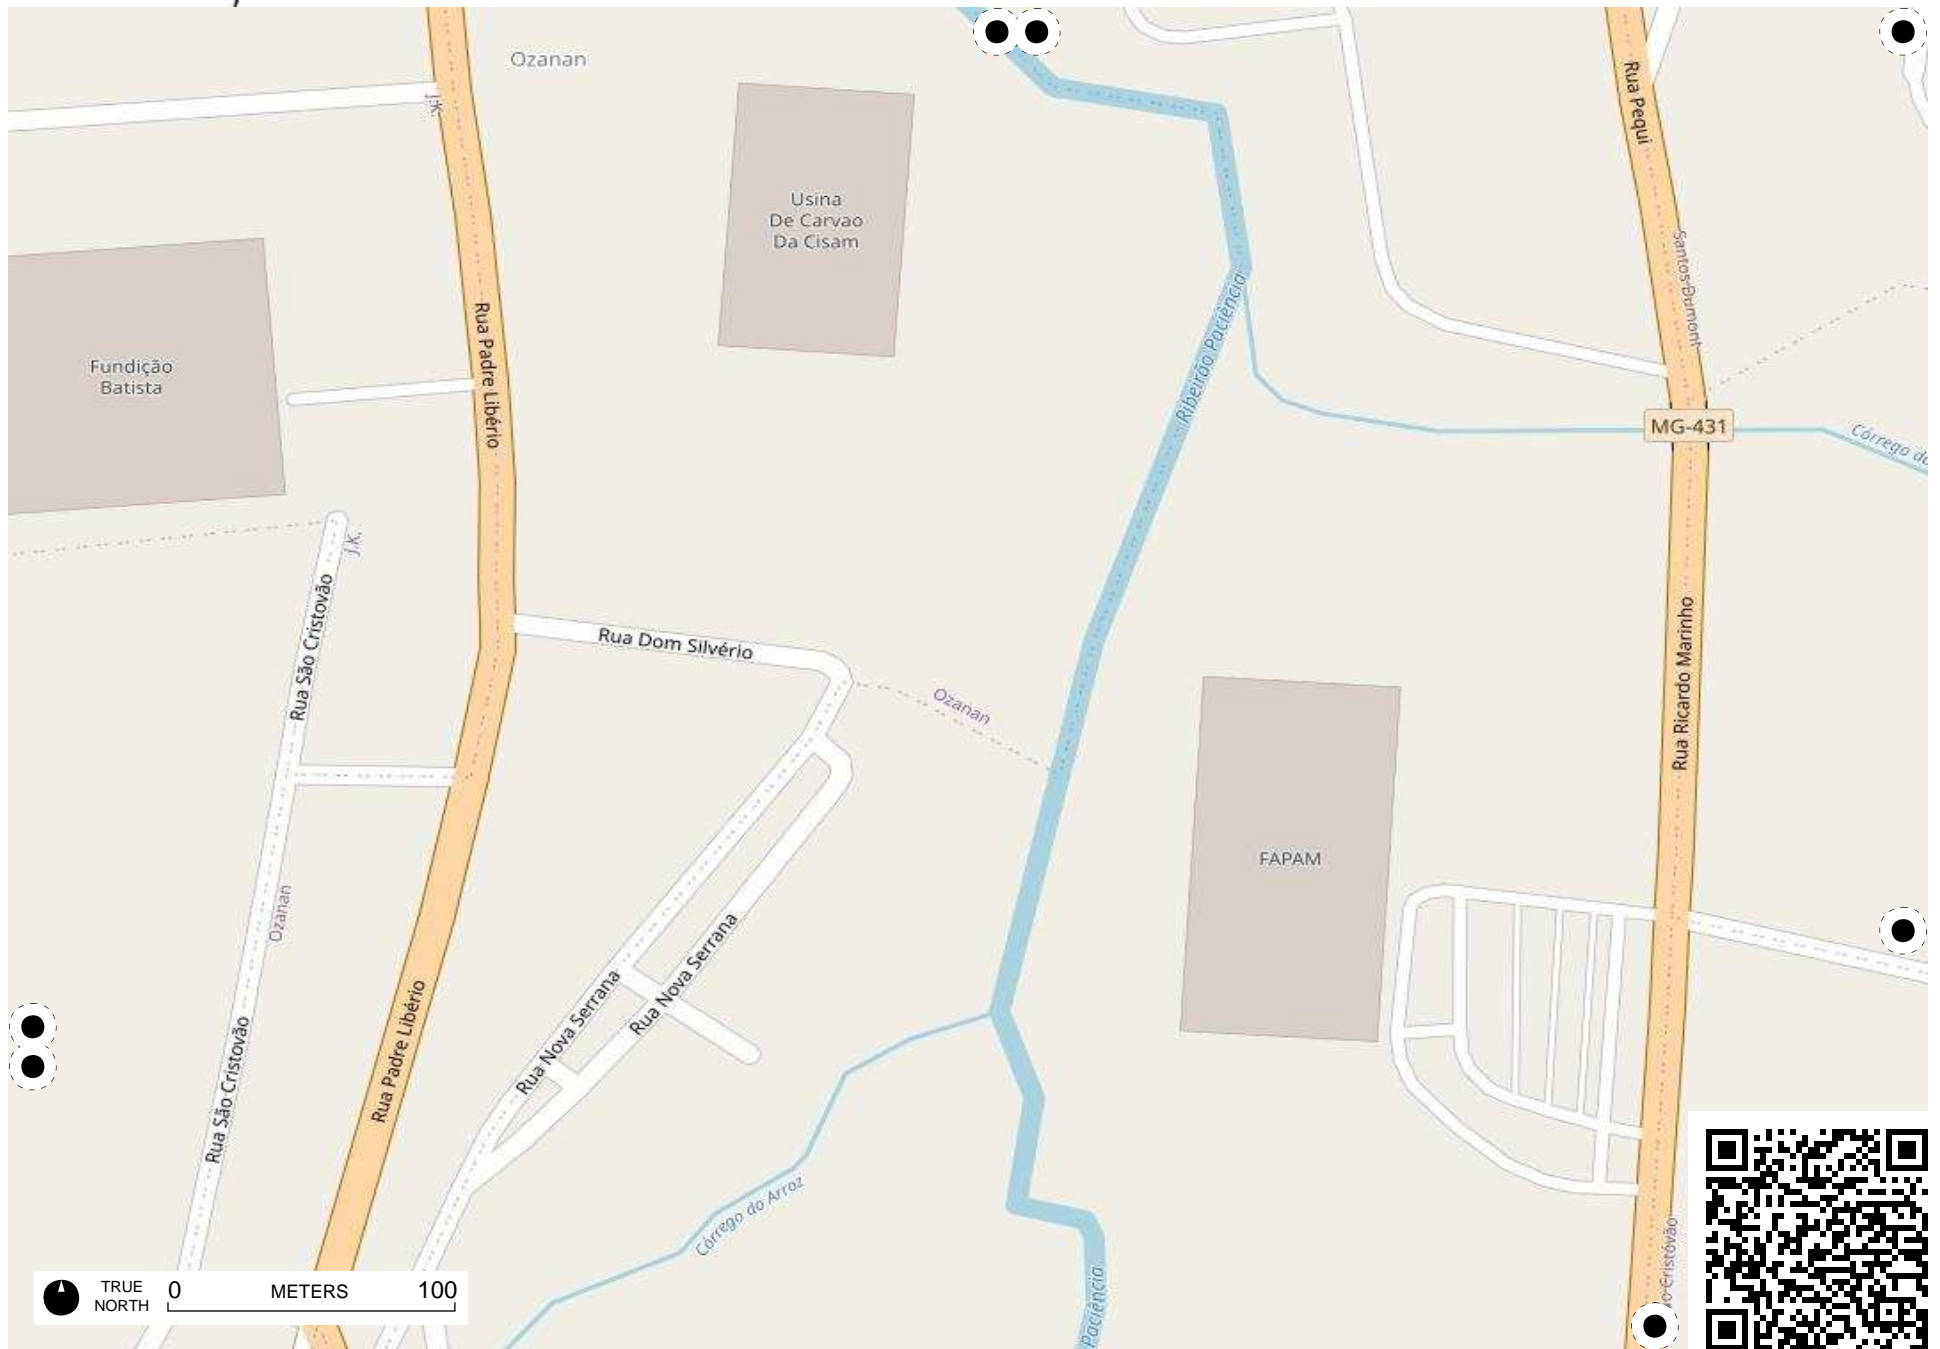 Ozanan
J.K.
Rua Pequi
Usina
De Carvao
Da Cisam
Santos Dumont
Fundição
Batista
Rua Padre Libério
Ribeirão Paciência
MG-431
Córrego do
J.K.
Rua São Cristovão
Rua Dom Silvério
Ozanan
Rua Ricardo Marinho
FAPAM
Ozanan
Rua Nova Serrana
Rua Nova Serrana
Rua Padre Libério
Rua São Cristovão
Córrego do Arroz
Paciência
o Cristóvão
TRUE
NORTH
0 METERS 100